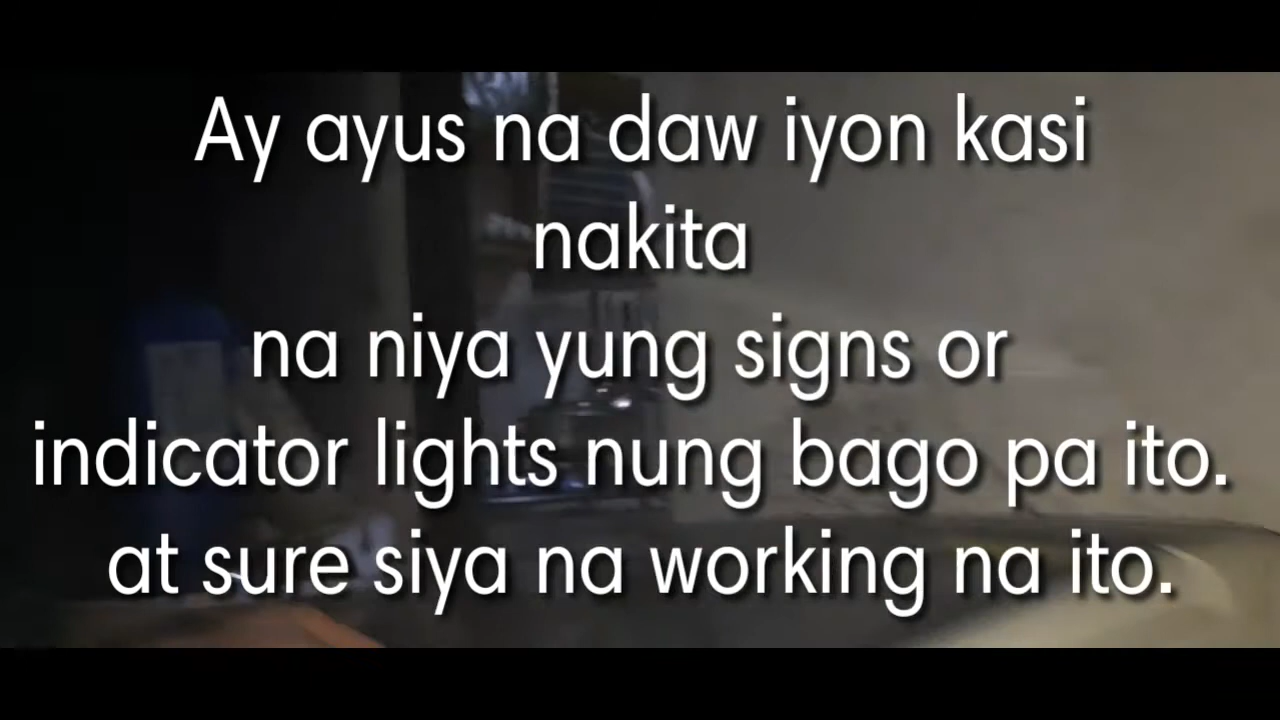 Ay ayus na daw iyon kasi
nakita
na niya yung signs or
indicator lights nung bago pa ito.
at sure siya na working na ito.